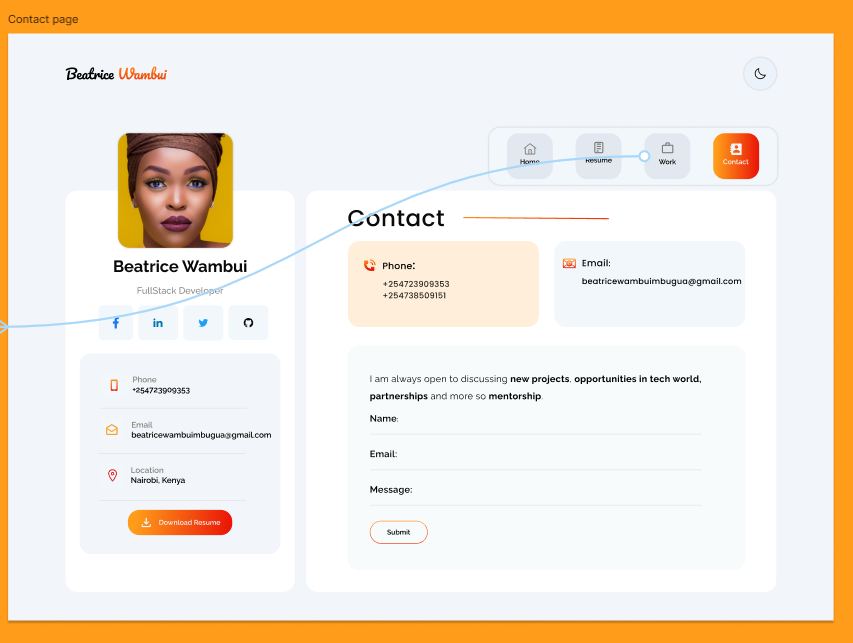 Contact page
Beatrice Wambui
Home
Resume
Work
Contact
Beatrice Wambui
FullStack Developer
f
in
Phone
+254723909353
Email
beatricewambuimbugua@gmail.com
Location
Nairobi, Kenya
Download Resume
Contact
Phone:
+254723909353
+254738509151
Email:
beatricewambuimbugua@gmail.com
I am always open to discussing new projects, opportunities in tech world,
partnerships and more so mentorship.
Name:
Email:
Message:
Submit